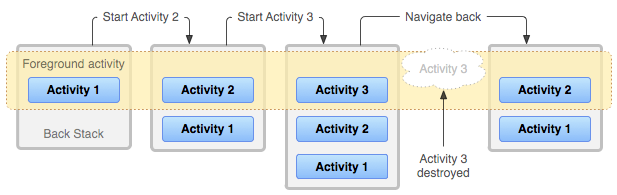 Start Activity 2
Start Activity 3
Navigate back
Foreground activity
Activity 1
Activity 2
Activity 3
Activity 3
Activity 2
Back Stack
Activity 1
Activity 2
Activity 1
Activity 1
Activity 3
destroyed